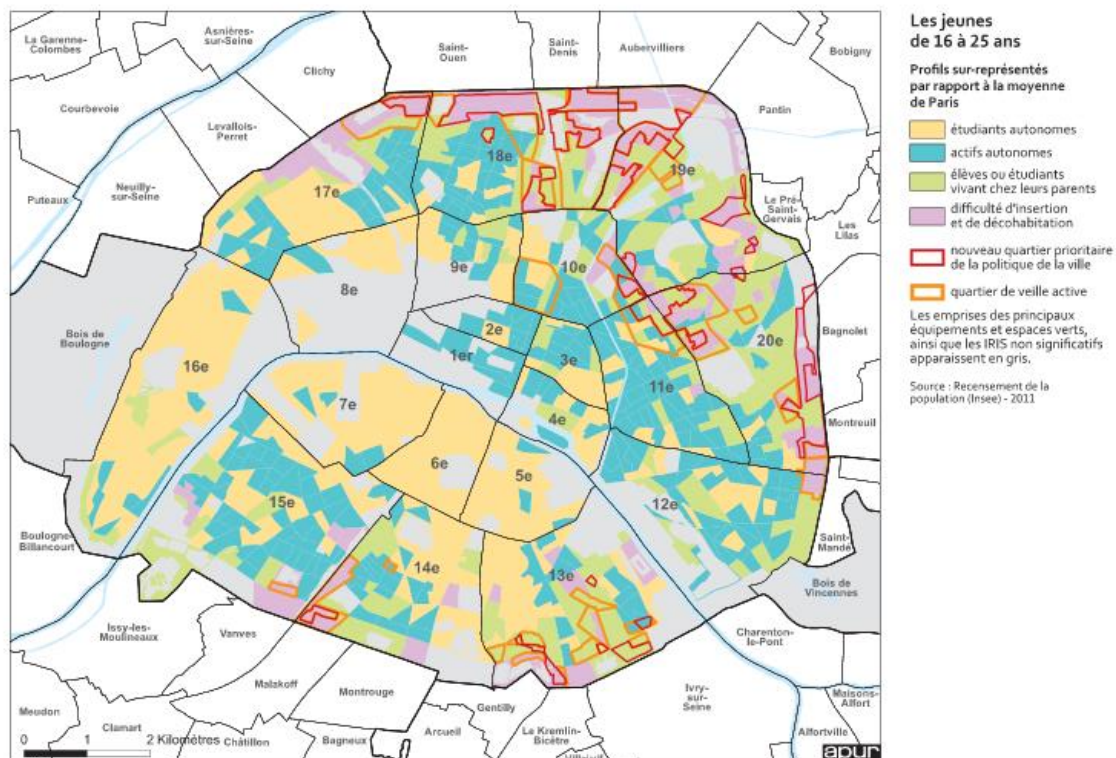 La Garenne-
Colombes
Asnières-
sur-Seine
Saint-
Ouen
Saint-
Denis
Aubervilliers
Bobigny
Clichy
Courbevoie
Levallois-
Perret
Pantin
Neuilly-
sur-Seine
Puteaux
18e
19e
17e
Le Pré-
Saint-
Gervais
Les
Lilas
9e
10e
8e
Bois de
Boulogne
2e
1er
3e
20e
Bagnolet
16e
11e
7e
4e
Montreuil
6e
5e
15e
12e
Boulogne-
Billancourt
Saint-
Mandé
14e
13e
Bois de
Vincennes
Issy-les-
Moulineaux
Vanves
Charenton-
le-Pont
Malakoff
Montrouge
Ivry-
sur-
Seine
Gentilly
Maisons-
Alfort
Meudon
Clamart
Arcueil
Le Kremlin-
Bicêtre
Alfortville
Châtillon
Bagneux
0 1 2 Kilomètres
apur
Les jeunes
de 16 à 25 ans
Profils sur-représentés
par rapport à la moyenne
de Paris
étudiants autonomes
actifs autonomes
élèves ou étudiants
vivant chez leurs parents
difficulté d'insertion
et de décohabitation
nouveau quartier prioritaire
de la politique de la ville
quartier de veille active
Les emprises des principaux
équipements et espaces verts,
ainsi que les IRIS non significatifs
apparaissent en gris.
Source : Recensement de la
population (Insee) - 2011